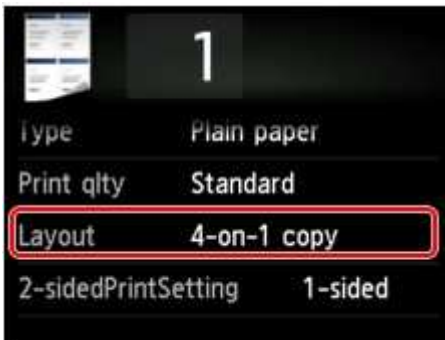 1
Type Plain paper
Print qlty Standard
Layout 4-on-1 copy
2-sidedPrintSetting 1-sided